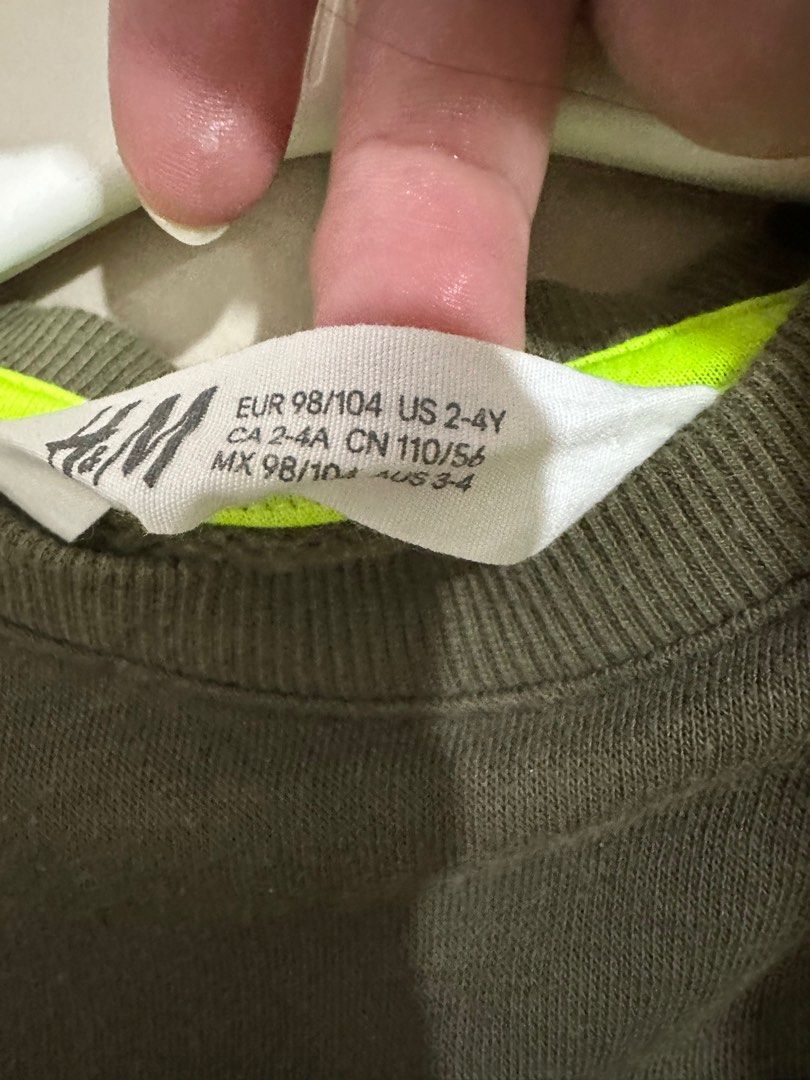 H&M
EUR 98/104 US 2-4Y
CA 2-4A CN 110/56
MX 98/104 AUS 3-4